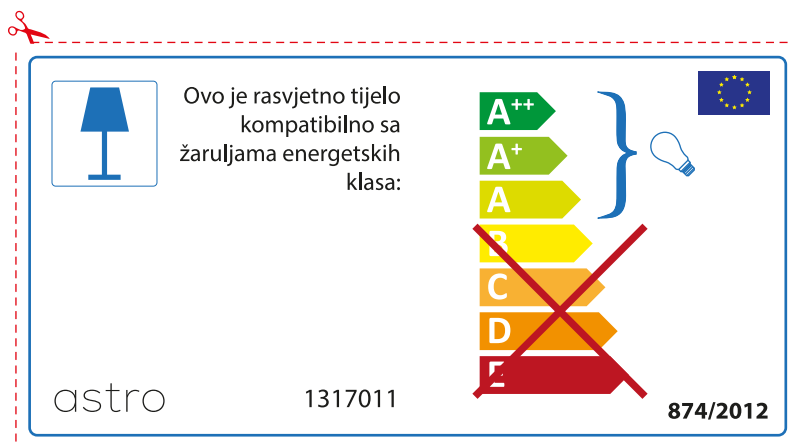 Ovo je rasvjetno tijelo
kompatibilno sa
žaruljama energetskih
klasa:
A++
A+
A
B
C
D
E
astro
1317011
874/2012